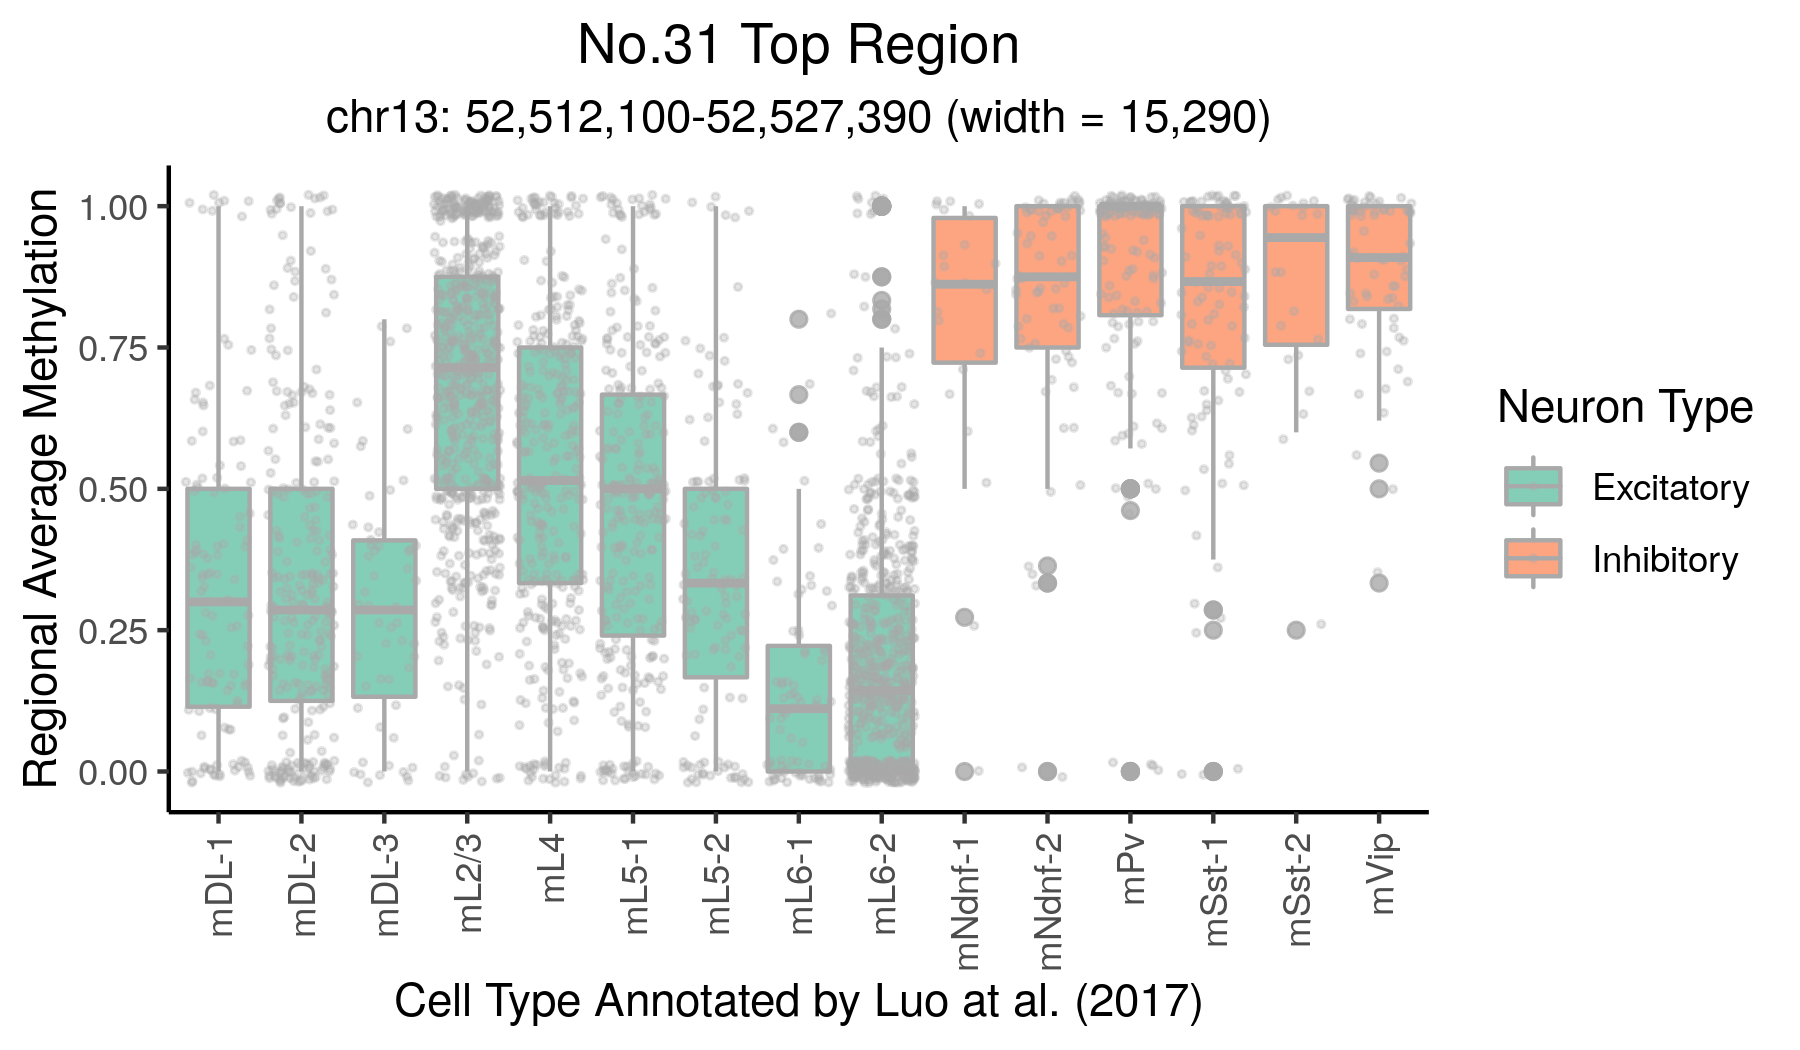 No.31 Top Region
chr13: 52,512,100-52,527,390 (width = 15,290)
Regional Average Methylation
1.00
0.75
0.50
0.25
0.00
mDL-1
mDL-2
mDL-3
mL2/3
mL4
mL5-1
mL5-2
mL6-1
mL6-2
mNdnf-1
mNdnf-2
mPv
mSst-1
mSst-2
mVip
Cell Type Annotated by Luo at al. (2017)
Neuron Type
Excitatory
Inhibitory